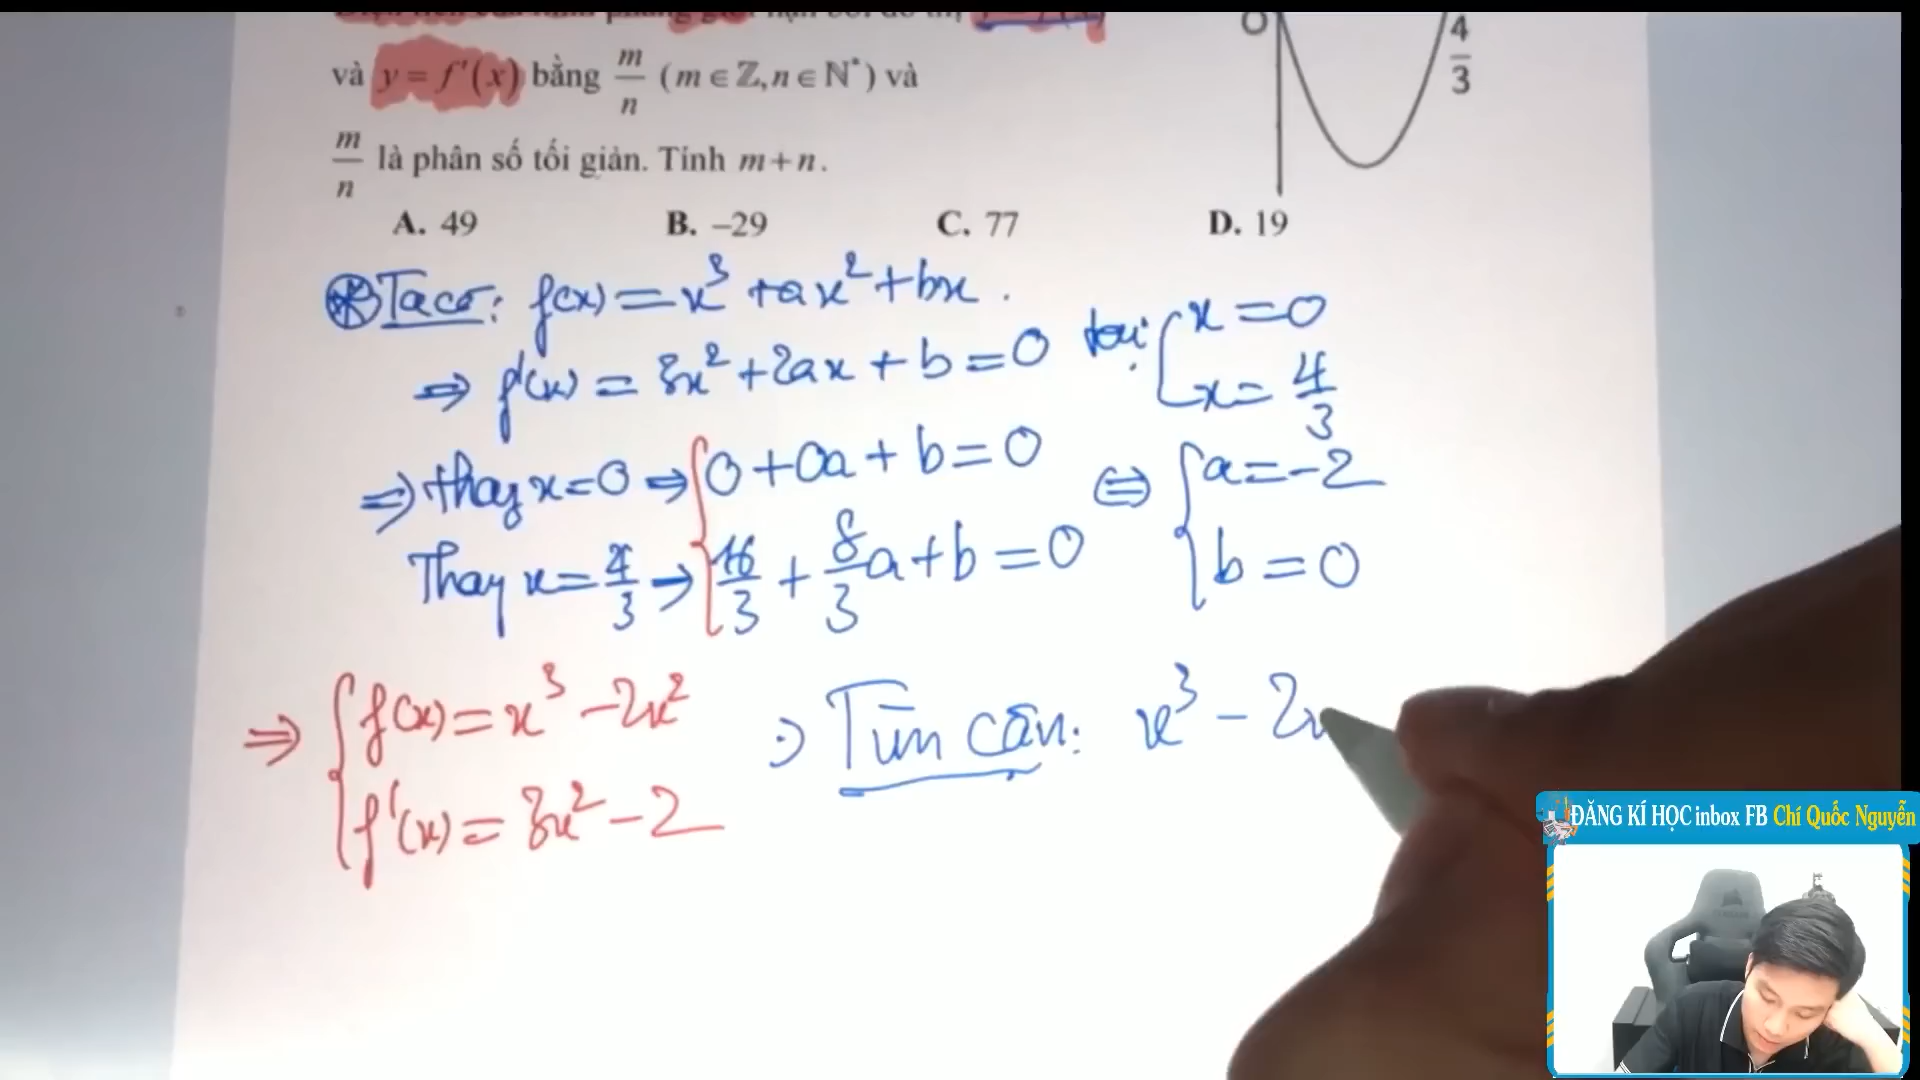 và y = f'(x) bằng m/n (m ∈ ℤ, n ∈ ℕ*) và
m/n là phân số tối giản. Tính m + n.
A. 49 B. –29 C. 77 D. 19
O 4/3
Ta có: f(x) = x³ + ax² + bx.
⇒ f'(x) = 3x² + 2ax + b = 0 tại [x = 0
x = 4/3
⇒ thay x = 0 → {0 + 0a + b = 0 ⇔ {a = -2
Thay x = 4/3 → 16/3 + 8/3a + b = 0 b = 0
⇒ {f(x) = x³ - 2x²
f'(x) = 3x² - 2
Tìm cận: x³ - 2x
ĐĂNG KÍ HỌC inbox FB Chí Quốc Nguyễn